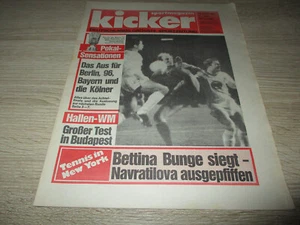 kicker
Pokal-
Sensationen
Das Aus für
Berlin, 96,
Bayern und
die Kölner
Hallen-WM
Großer Test
in Budapest
Tennis in
New York
Bettina Bunge siegt -
Navratilova ausgepfiffen